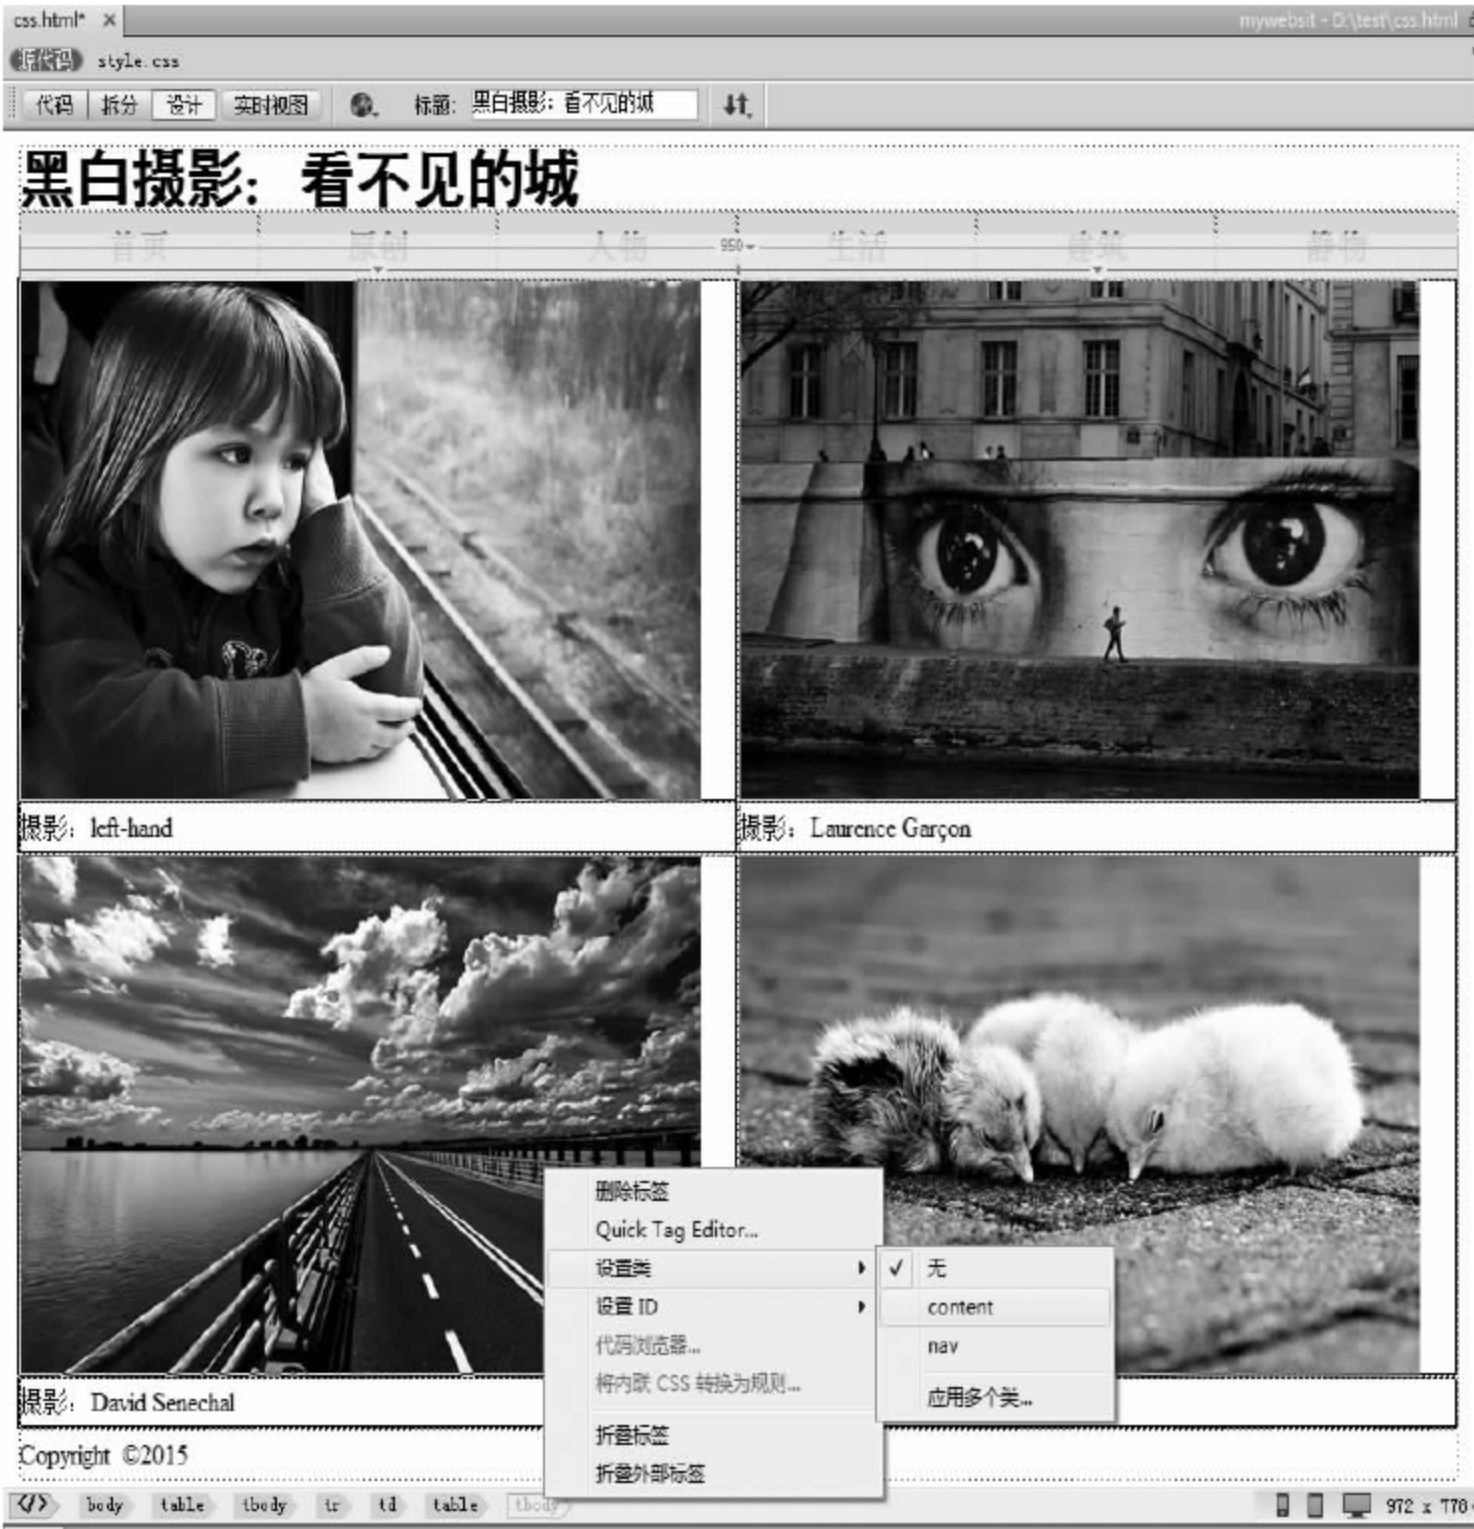 css.html* ×
mywebsit - D:\test\css.html
源代码 style.css
代码 拆分 设计 实时视图 标题: 黑白摄影：看不见的城
黑白摄影：看不见的城
首页 原创 人物 950 生活 建筑 静物
摄影：left-hand 摄影：Laurence Garçon
删除标签
Quick Tag Editor...
设置类 ✓ 无
设置 ID content
代码浏览器... nav
将内联 CSS 转换为规则... 应用多个类...
摄影：David Senechal
折叠标签
折叠外部标签
Copyright ©2015
</> body table tbody tr td table tbody 972 x 778